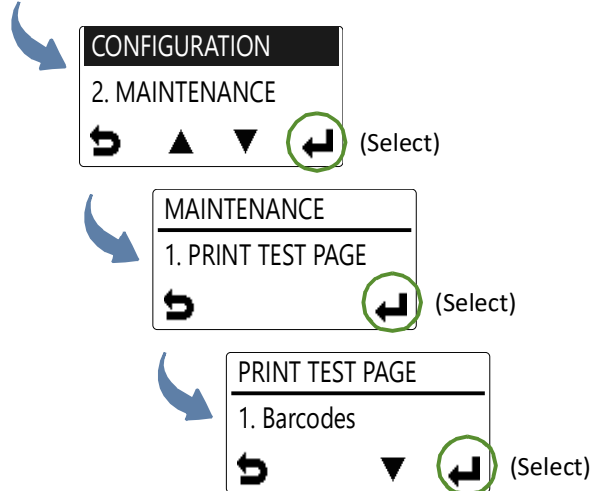 CONFIGURATION
2. MAINTENANCE
(Select)
MAINTENANCE
1. PRINT TEST PAGE
(Select)
PRINT TEST PAGE
1. Barcodes
(Select)